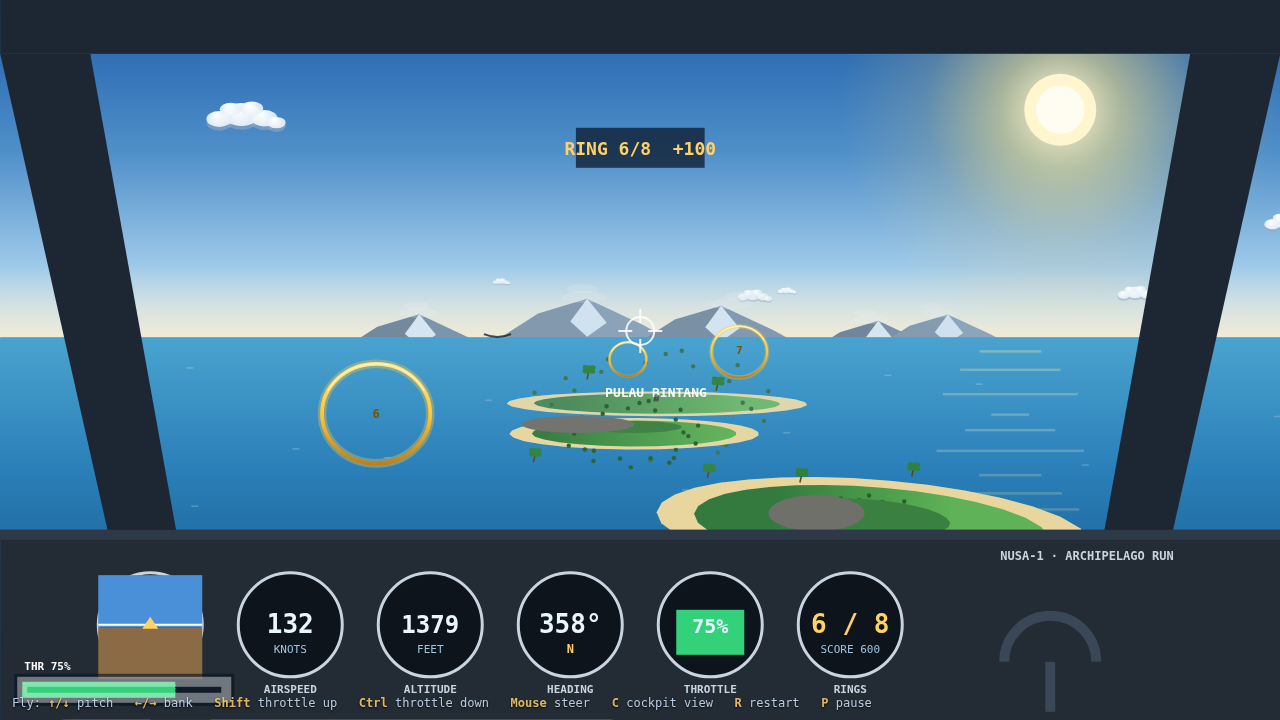 RING 6/8  +100
7
PULAU PINTANG
6
NUSA-1 · ARCHIPELAGO RUN
132
KNOTS
AIRSPEED
1379
FEET
ALTITUDE
358°
N
HEADING
75%
THROTTLE
6 / 8
SCORE 600
RINGS
THR 75%
Fly: ↑/↓ pitch   ←/→ bank   Shift throttle up   Ctrl throttle down   Mouse steer   C cockpit view   R restart   P pause